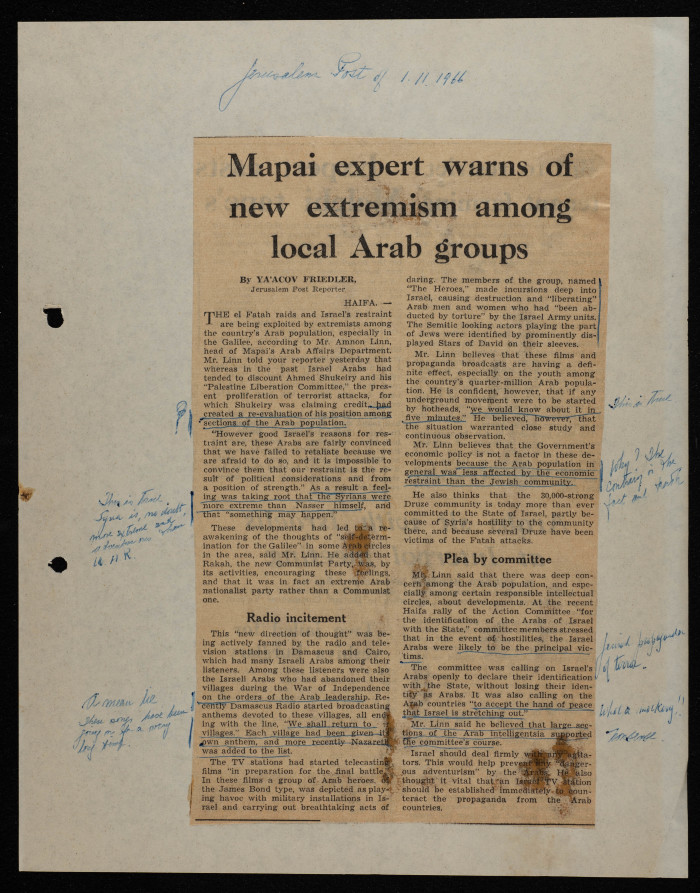 Jerusalem Post of 1.11.1966
Mapai expert warns of
new extremism among
local Arab groups
By YA'ACOV FRIEDLER,
Jerusalem Post Reporter
HAIFA. —
THE el Fatah raids and Israel's restraint
are being exploited by extremists among
the country's Arab population, especially in
the Galilee, according to Mr. Amnon Linn,
head of Mapai's Arab Affairs Department.
Mr. Linn told your reporter yesterday that
whereas in the past Israel Arabs had
tended to discount Ahmed Shukeiry and his
"Palestine Liberation Committee," the pres-
ent proliferation of terrorist attacks, for
which Shukeiry was claiming credit, had
created a re-evaluation of his position among
sections of the Arab population.
"However good Israel's reasons for res-
traint are, these Arabs are fairly convinced
that we have failed to retaliate because we
are afraid to do so, and it is impossible to
convince them that our restraint is the re-
sult of political considerations and from
a position of strength." As a result a feel-
ing was taking root that the Syrians were
more extreme than Nasser himself, and
that "something may happen."
These developments had led to a re-
awakening of the thoughts of "self-determ-
ination for the Galilee" in some Arab circles
in the area, said Mr. Linn. He added that
Rakah, the new Communist Party, was, by
its activities, encouraging these feelings,
and that it was in fact an extreme Arab
nationalist party rather than a Communist
one.
Radio incitement
This "new direction of thought" was be-
ing actively fanned by the radio and tele-
vision stations in Damascus and Cairo,
which had many Israeli Arabs among their
listeners. Among these listeners were also
the Israeli Arabs who had abandoned their
villages during the War of Independence
on the orders of the Arab leadership. Re-
cently Damascus Radio started broadcasting
anthems devoted to these villages, all end-
ing with the line, "We shall return to
villages." Each village had been given it
own anthem, and more recently Nazareth
was added to the list.
The TV stations had started telecasting
films "in preparation for the final battle."
In these films a group of Arab heroes, of
the James Bond type, was depicted as play-
ing havoc with military installations in Is-
rael and carrying out breathtaking acts of
daring. The members of the group, named
"The Heroes," made incursions deep into
Israel, causing destruction and "liberating"
Arab men and women who had "been ab-
ducted by torture" by the Israel Army units.
The Semitic looking actors playing the part
of Jews were identified by prominently dis-
played Stars of David on their sleeves.
Mr. Linn believes that these films and
propaganda broadcasts are having a defi-
nite effect, especially on the youth among
the country's quarter-million Arab popula-
tion. He is confident, however, that if any
underground movement were to be started
by hotheads, "we would know about it in
five minutes." He believed, however, that
the situation warranted close study and
continuous observation.
Mr. Linn believes that the Government's
economic policy is not a factor in these de-
velopments because the Arab population in
general was less affected by the economic
restraint than the Jewish community.
He also thinks that the 30,000-strong
Druze community is today more than ever
committed to the State of Israel, partly be-
cause of Syria's hostility to the community
there, and because several Druze have been
victims of the Fatah attacks.
Plea by committee
Mr. Linn said that there was deep con-
cern among the Arab population, and espe-
cially among certain responsible intellectual
circles, about developments. At the recent
Haifa rally of the Action Committee "for
the identification of the Arabs of Israel
with the State," committee members stressed
that in the event of hostilities, the Israel
Arabs were likely to be the principal vic-
tims.
The committee was calling on Israel's
Arabs openly to declare their identification
with the State, without losing their iden-
tity as Arabs. It was also calling on the
Arab countries "to accept the hand of peace
that Israel is stretching out."
Mr. Linn said he believed that large sec-
tions of the Arab intelligentsia supported
the committee's course.
Israel should deal firmly with agita-
tors. This would help prevent any "danger-
ous adventurism" by the Arabs. He also
thought it vital that an Israel TV station
should be established immediately to coun-
teract the propaganda from the Arab
countries.
This is true.
Syria is, no doubt,
more extreme
U.A.R.
A mean lie
These songs have been
going on for a very
long time
This is true
Why? The
contrary is the
fact and truth
Jewish propaganda
of terror.
What a mockery!!